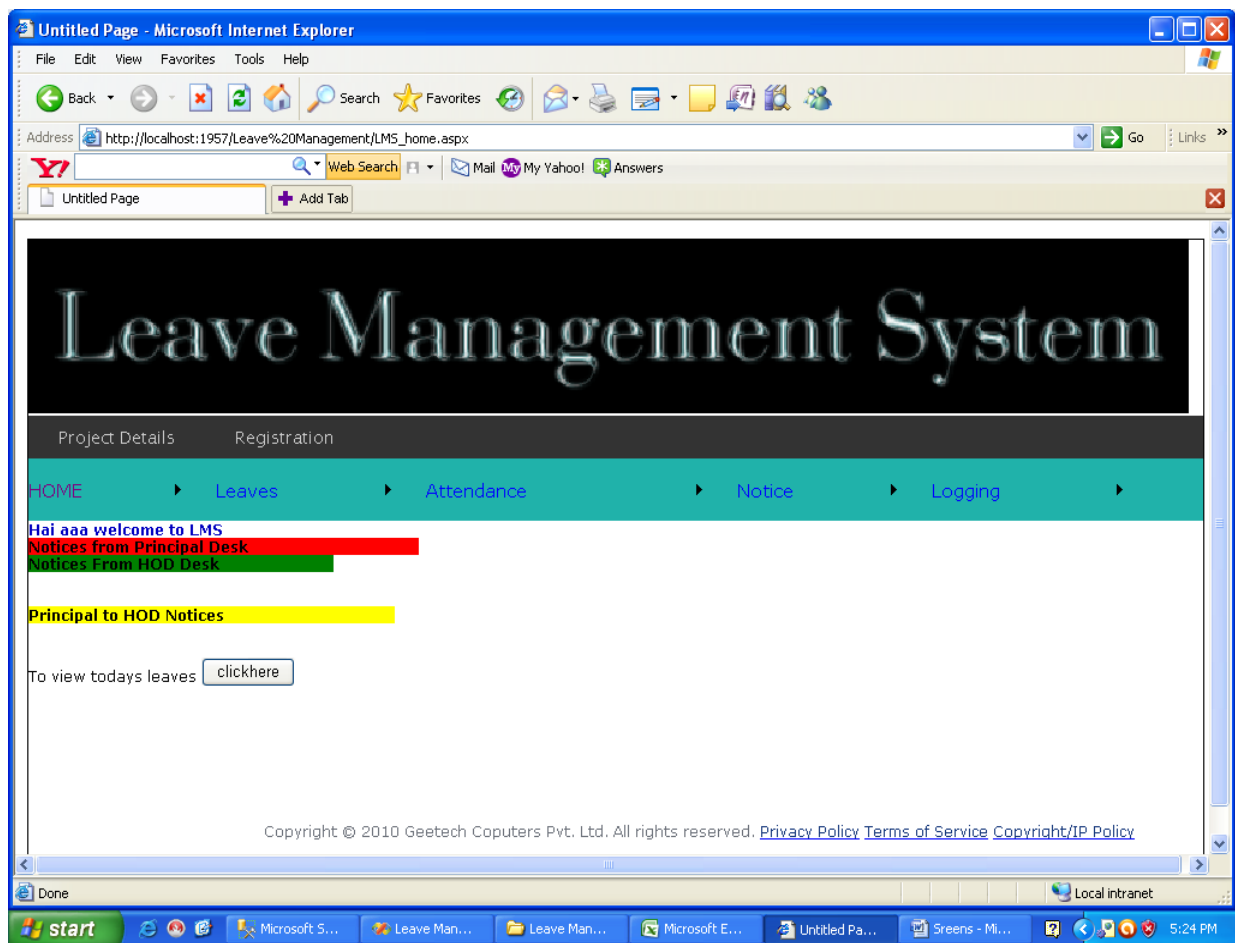 Untitled Page - Microsoft Internet Explorer
File Edit View Favorites Tools Help
Back Search Favorites
Address http://localhost:1957/Leave%20Management/LMS_home.aspx Go Links »
Y! Web Search Mail My My Yahoo! Answers
Untitled Page Add Tab
Leave Management System
Project Details Registration
HOME Leaves Attendance Notice Logging
Hai aaa welcome to LMS
Notices from Principal Desk
Notices From HOD Desk
Principal to HOD Notices
To view todays leaves clickhere
Copyright © 2010 Geetech Coputers Pvt. Ltd. All rights reserved. Privacy Policy Terms of Service Copyright/IP Policy
Done Local intranet
start Microsoft S... Leave Man... Leave Man... Microsoft E... Untitled Pa... Sreens - Mi... 5:24 PM